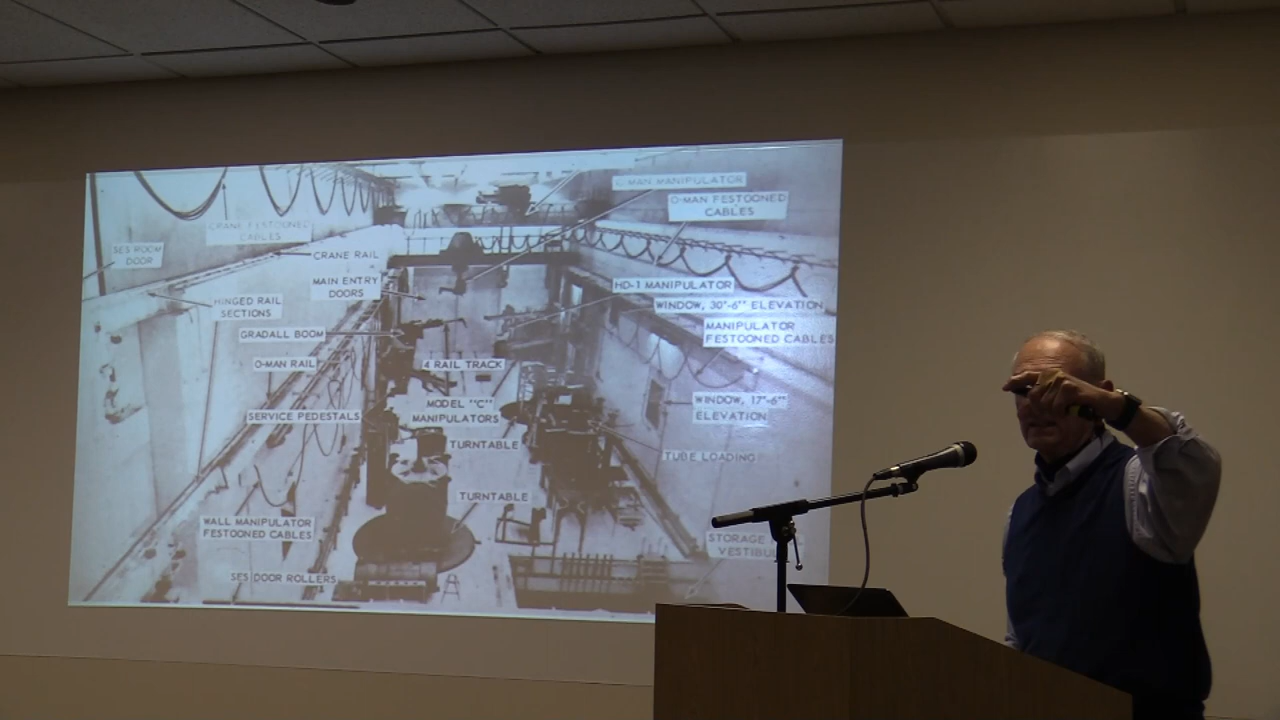 O-MAN MANIPULATOR
O-MAN FESTOONED
CABLES
CRANE FESTOONED
CABLES
SES ROOM
DOOR
CRANE RAIL
MAIN ENTRY
DOORS
HD-1 MANIPULATOR
HINGED RAIL
SECTIONS
WINDOW, 30'-6" ELEVATION
GRADALL BOOM
MANIPULATOR
FESTOONED CABLES
O-MAN RAIL
4 RAIL TRACK
MODEL "C"
MANIPULATORS
WINDOW, 17'-6"
ELEVATION
SERVICE PEDESTALS
TURNTABLE
TUBE LOADING
TURNTABLE
WALL MANIPULATOR
FESTOONED CABLES
STORAGE
SES DOOR ROLLERS